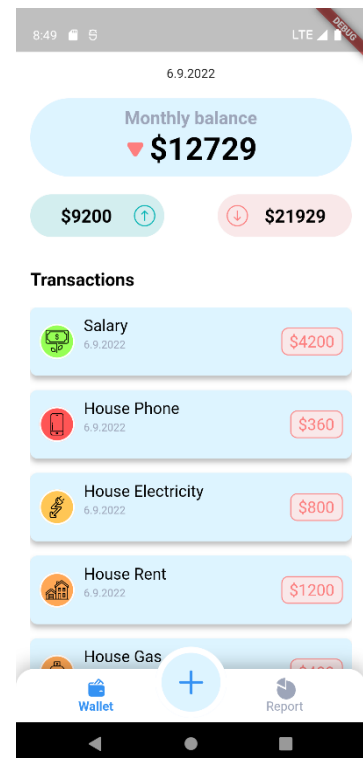 8:49 LTE
DEBUG
6.9.2022
Monthly balance
$12729
$9200 $21929
Transactions
Salary
6.9.2022
$4200
House Phone
6.9.2022
$360
House Electricity
6.9.2022
$800
House Rent
6.9.2022
$1200
House Gas
Wallet
Report